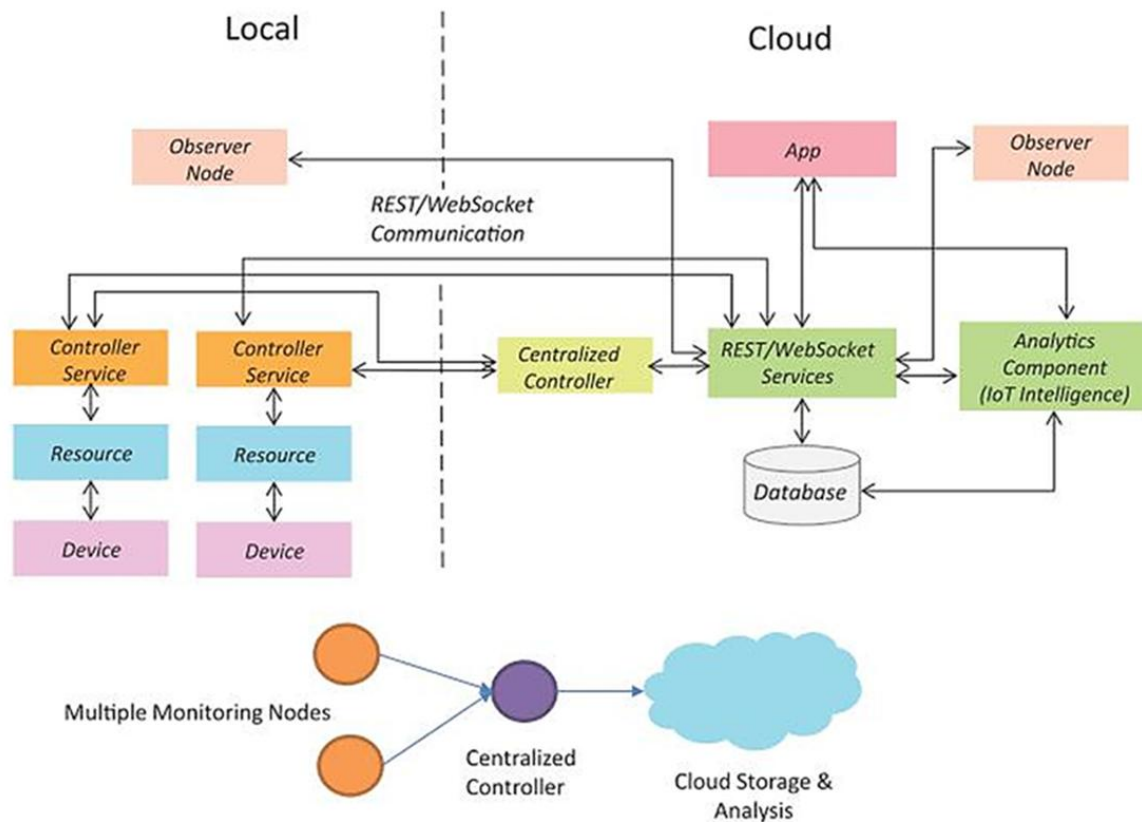 Local
Cloud
Observer
Node
App
Observer
Node
REST/WebSocket
Communication
Controller
Service
Controller
Service
Centralized
Controller
REST/WebSocket
Services
Analytics
Component
(IoT Intelligence)
Resource
Resource
Database
Device
Device
Multiple Monitoring Nodes
Centralized
Controller
Cloud Storage &
Analysis